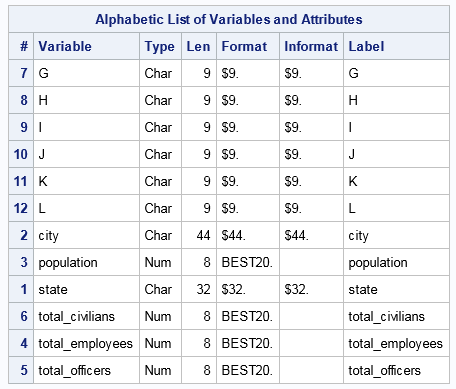 Alphabetic List of Variables and Attributes
# Variable Type Len Format Informat Label
7 G Char 9 $9. $9. G
8 H Char 9 $9. $9. H
9 I Char 9 $9. $9. I
10 J Char 9 $9. $9. J
11 K Char 9 $9. $9. K
12 L Char 9 $9. $9. L
2 city Char 44 $44. $44. city
3 population Num 8 BEST20. population
1 state Char 32 $32. $32. state
6 total_civilians Num 8 BEST20. total_civilians
4 total_employees Num 8 BEST20. total_employees
5 total_officers Num 8 BEST20. total_officers